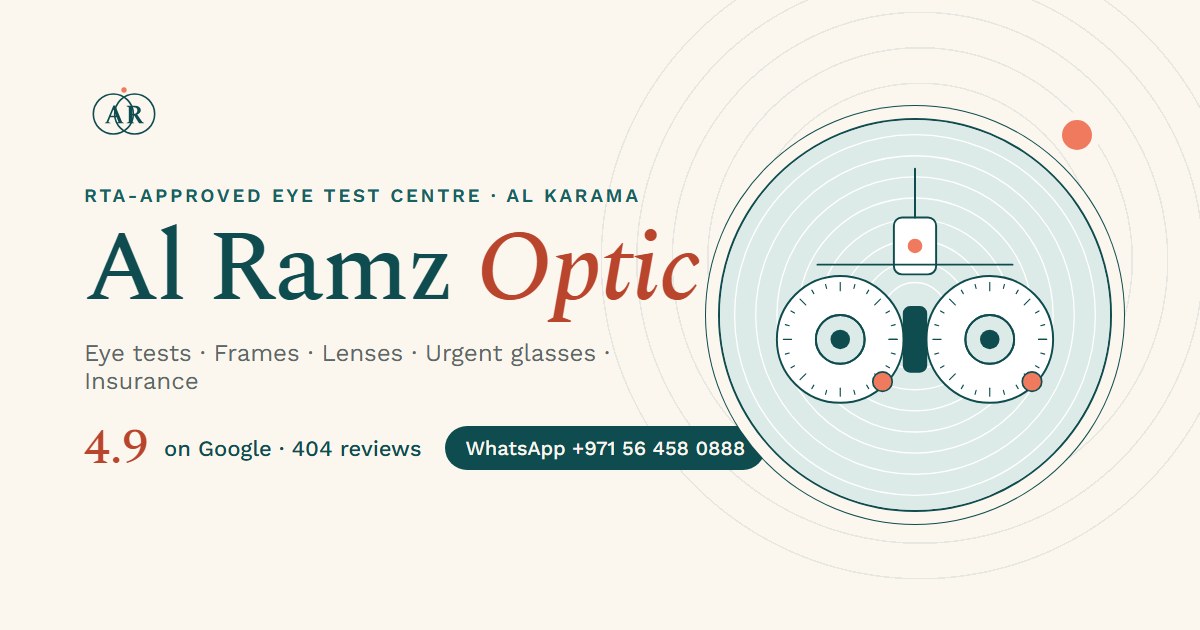 AR
RTA-APPROVED EYE TEST CENTRE · AL KARAMA
Al Ramz Optic
Eye tests · Frames · Lenses · Urgent glasses ·
Insurance
4.9 on Google · 404 reviews
WhatsApp +971 56 458 0888